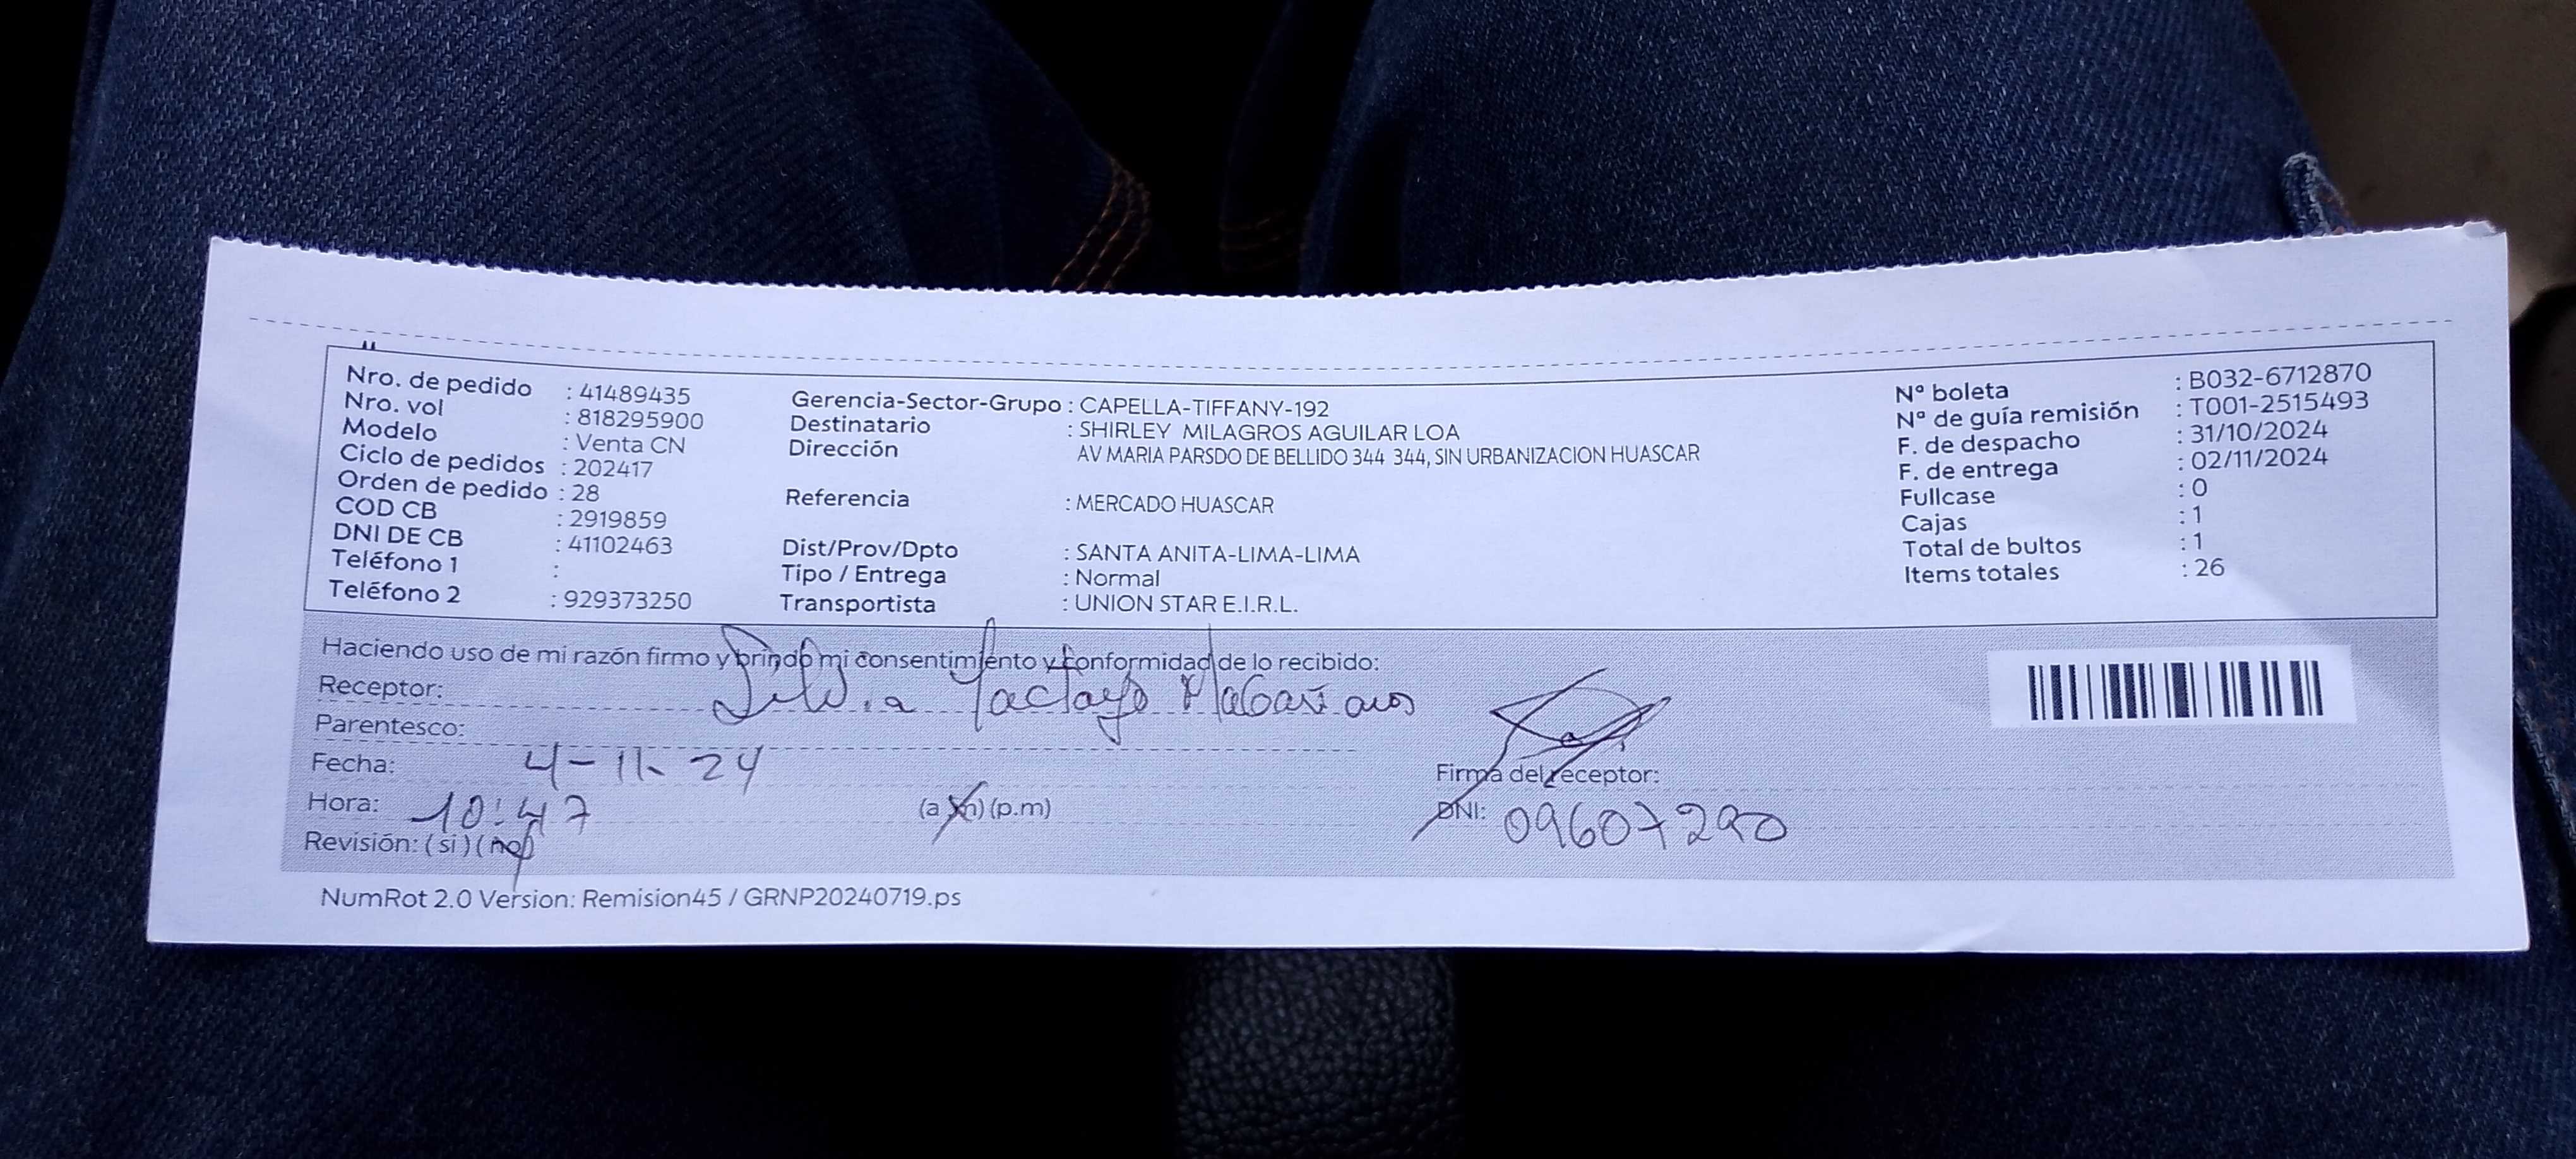 Nro. de pedido : 41489435
Nro. vol : 818295900
Modelo : Venta CN
Ciclo de pedidos : 202417
Orden de pedido : 28
COD CB : 2919859
DNI DE CB : 41102463
Teléfono 1 :
Teléfono 2 : 929373250
Gerencia-Sector-Grupo : CAPELLA-TIFFANY-192
Destinatario : SHIRLEY MILAGROS AGUILAR LOA
Dirección AV MARIA PARSDO DE BELLIDO 344 344, SIN URBANIZACION HUASCAR
Referencia : MERCADO HUASCAR
Dist/Prov/Dpto : SANTA ANITA-LIMA-LIMA
Tipo / Entrega : Normal
Transportista : UNION STAR E.I.R.L.
Nº boleta : B032-6712870
Nº de guía remisión : T001-2515493
F. de despacho : 31/10/2024
F. de entrega : 02/11/2024
Fullcase : 0
Cajas : 1
Total de bultos : 1
Items totales : 26
Haciendo uso de mi razón firmo y brindo mi consentimiento y conformidad de lo recibido:
Receptor: Silvia Yactayo
Parentesco:
Fecha: 4-11-24
Hora: 10:47 (a.m) (p.m)
Revisión: (si) (no)
Firma del receptor:
DNI: 09607290
NumRot 2.0 Version: Remision45 / GRNP20240719.ps